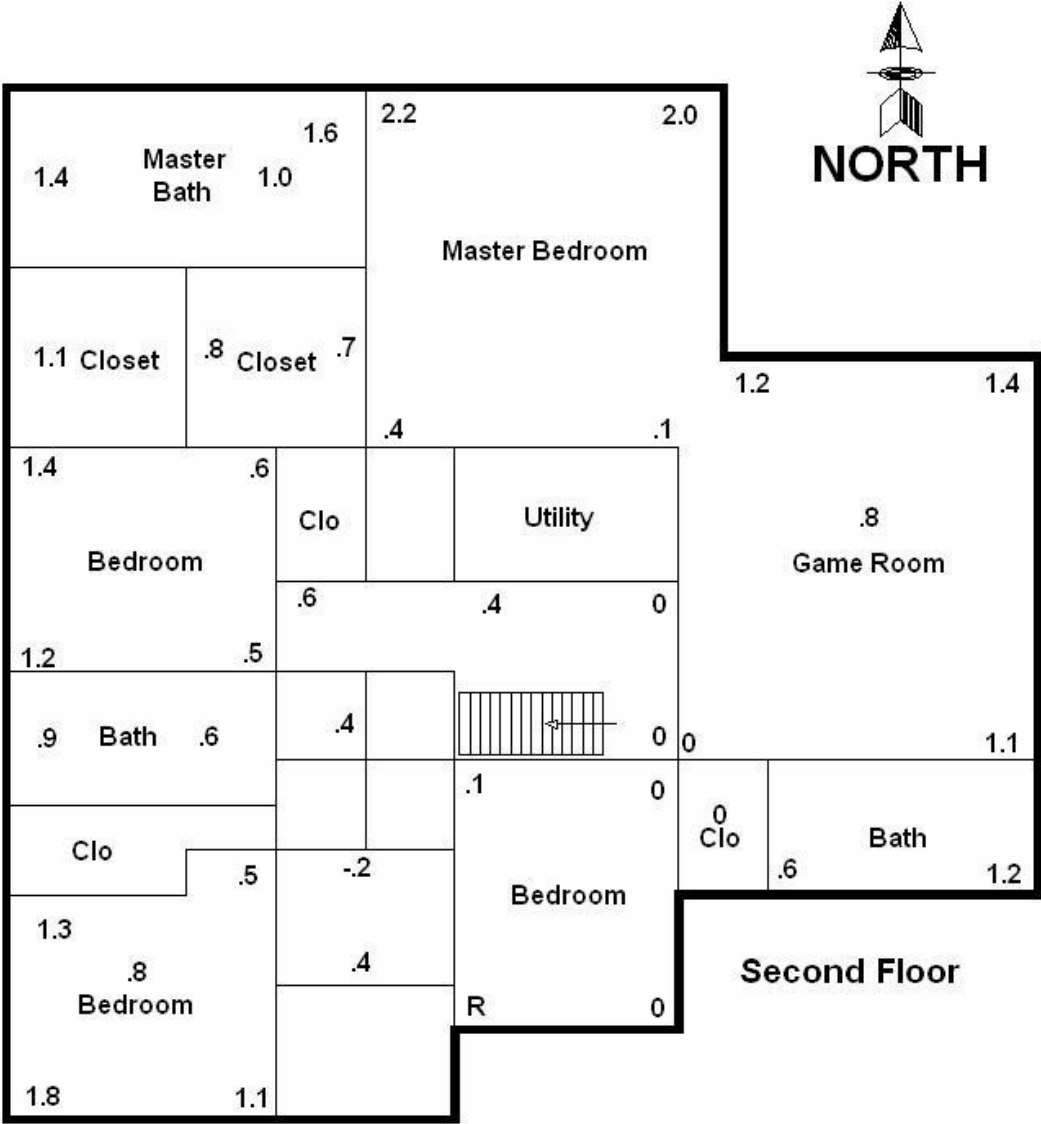 NORTH
2.2 2.0
1.6
Master
Bath
1.4 1.0
Master Bedroom
1.1 Closet .8 Closet .7
1.2 1.4
.4 .1
1.4 .6
Clo Utility .8
Bedroom Game Room
.6 .4 0
1.2 .5
.9 Bath .6 .4 0 0 1.1
.1 0
0
Clo Clo Bath
.5 -.2 .6 1.2
Bedroom
1.3
.8 .4 Second Floor
Bedroom
R 0
1.8 1.1